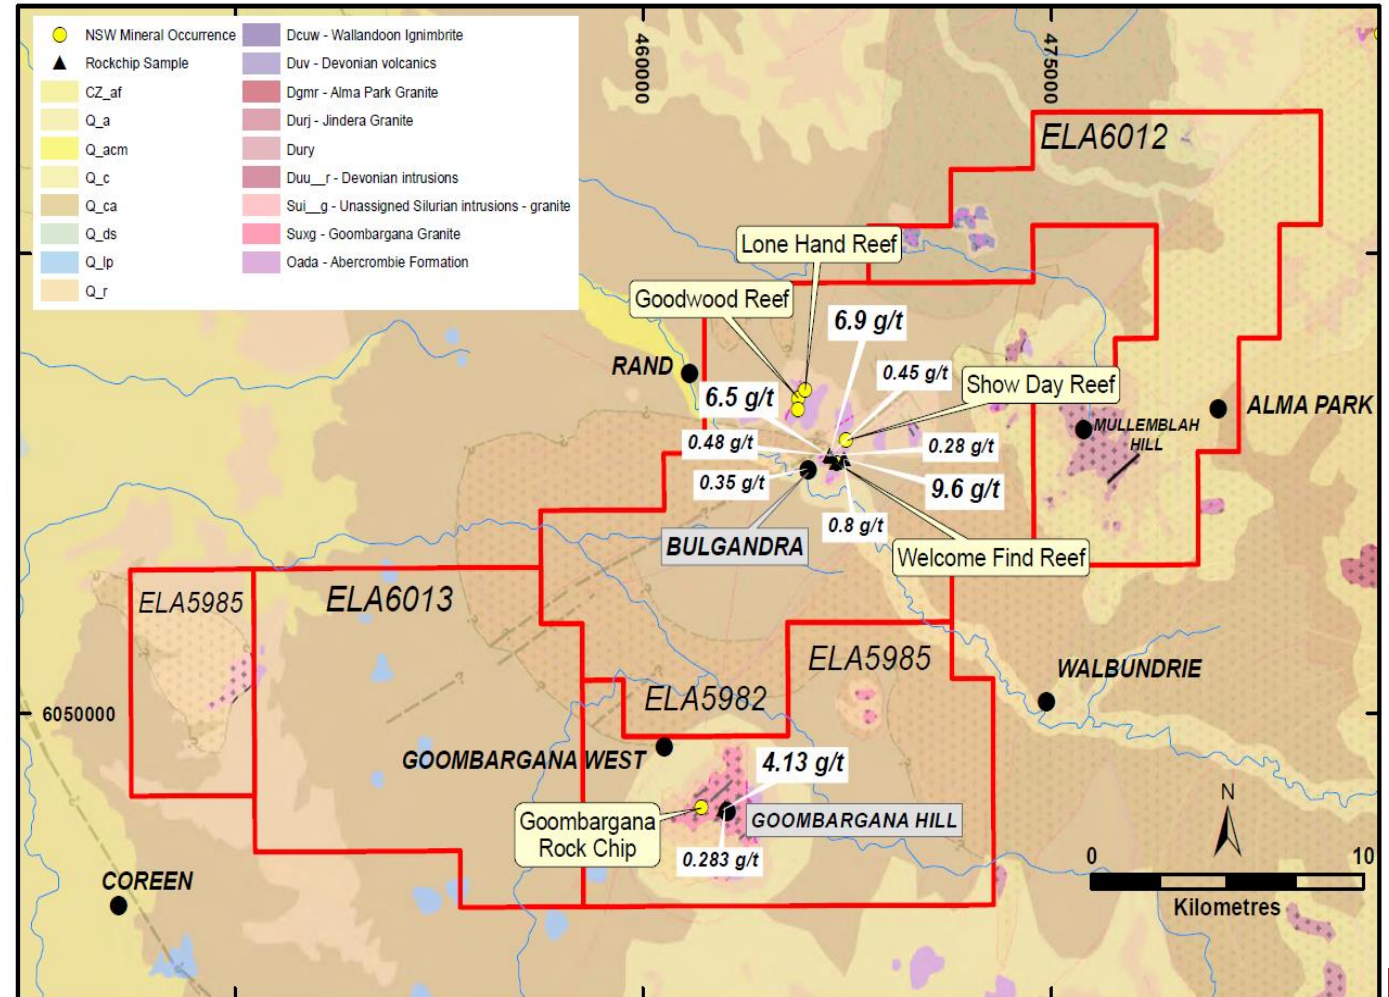 NSW Mineral Occurrence
Rockchip Sample
CZ_af
Q_a
Q_acm
Q_c
Q_ca
Q_ds
Q_lp
Q_r
Dcuw - Wallandoon Ignimbrite
Duv - Devonian volcanics
Dgmr - Alma Park Granite
Durj - Jindera Granite
Dury
Duu__r - Devonian intrusions
Sui__g - Unassigned Silurian intrusions - granite
Suxg - Goombargana Granite
Oada - Abercrombie Formation
460000
475000
ELA6012
Lone Hand Reef
Goodwood Reef
6.9 g/t
RAND
0.45 g/t
Show Day Reef
6.5 g/t
ALMA PARK
MULLEMBLAH
HILL
0.48 g/t
0.28 g/t
0.35 g/t
9.6 g/t
0.8 g/t
BULGANDRA
Welcome Find Reef
ELA5985
ELA6013
ELA5985
WALBUNDRIE
ELA5982
6050000
GOOMBARGANA WEST
4.13 g/t
Goombargana
Rock Chip
GOOMBARGANA HILL
0.283 g/t
N
0
10
Kilometres
COREEN